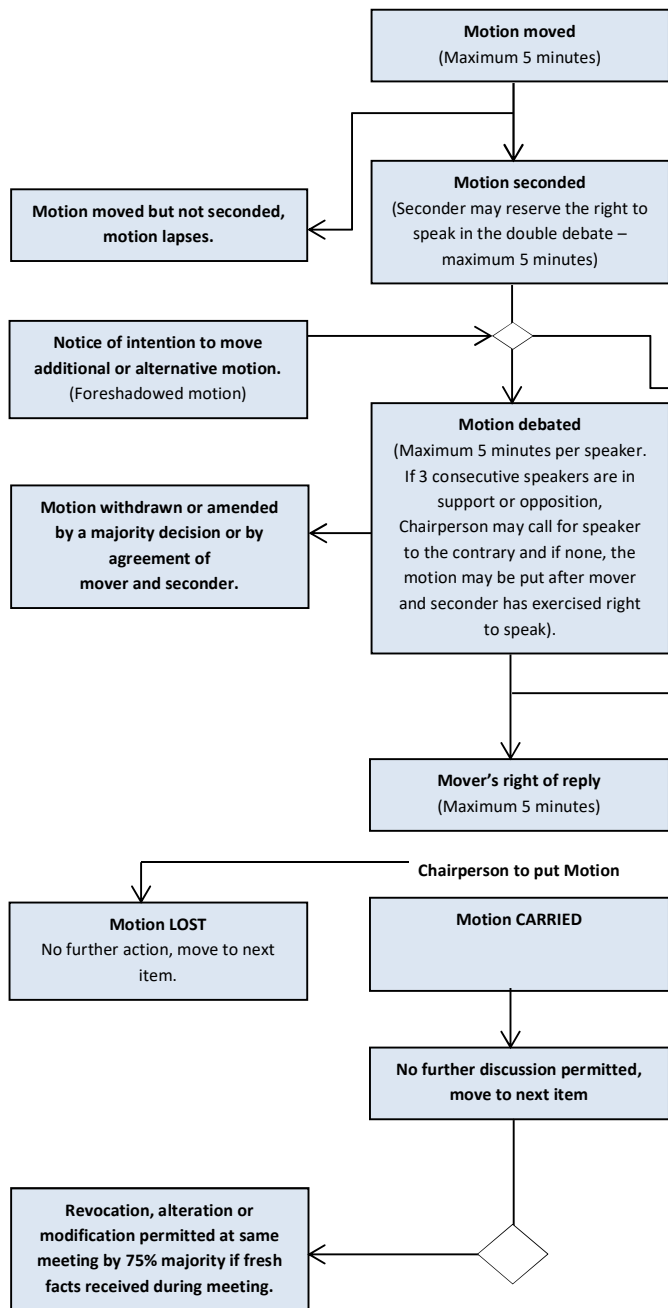 Motion moved
(Maximum 5 minutes)
Motion seconded
(Seconder may reserve the right to
speak in the double debate –
maximum 5 minutes)
Motion moved but not seconded,
motion lapses.
Notice of intention to move
additional or alternative motion.
(Foreshadowed motion)
Motion debated
(Maximum 5 minutes per speaker.
If 3 consecutive speakers are in
support or opposition,
Chairperson may call for speaker
to the contrary and if none, the
motion may be put after mover
and seconder has exercised right
to speak).
Motion withdrawn or amended
by a majority decision or by
agreement of
mover and seconder.
Mover’s right of reply
(Maximum 5 minutes)
Chairperson to put Motion
Motion LOST
No further action, move to next
item.
Motion CARRIED
No further discussion permitted,
move to next item
Revocation, alteration or
modification permitted at same
meeting by 75% majority if fresh
facts received during meeting.